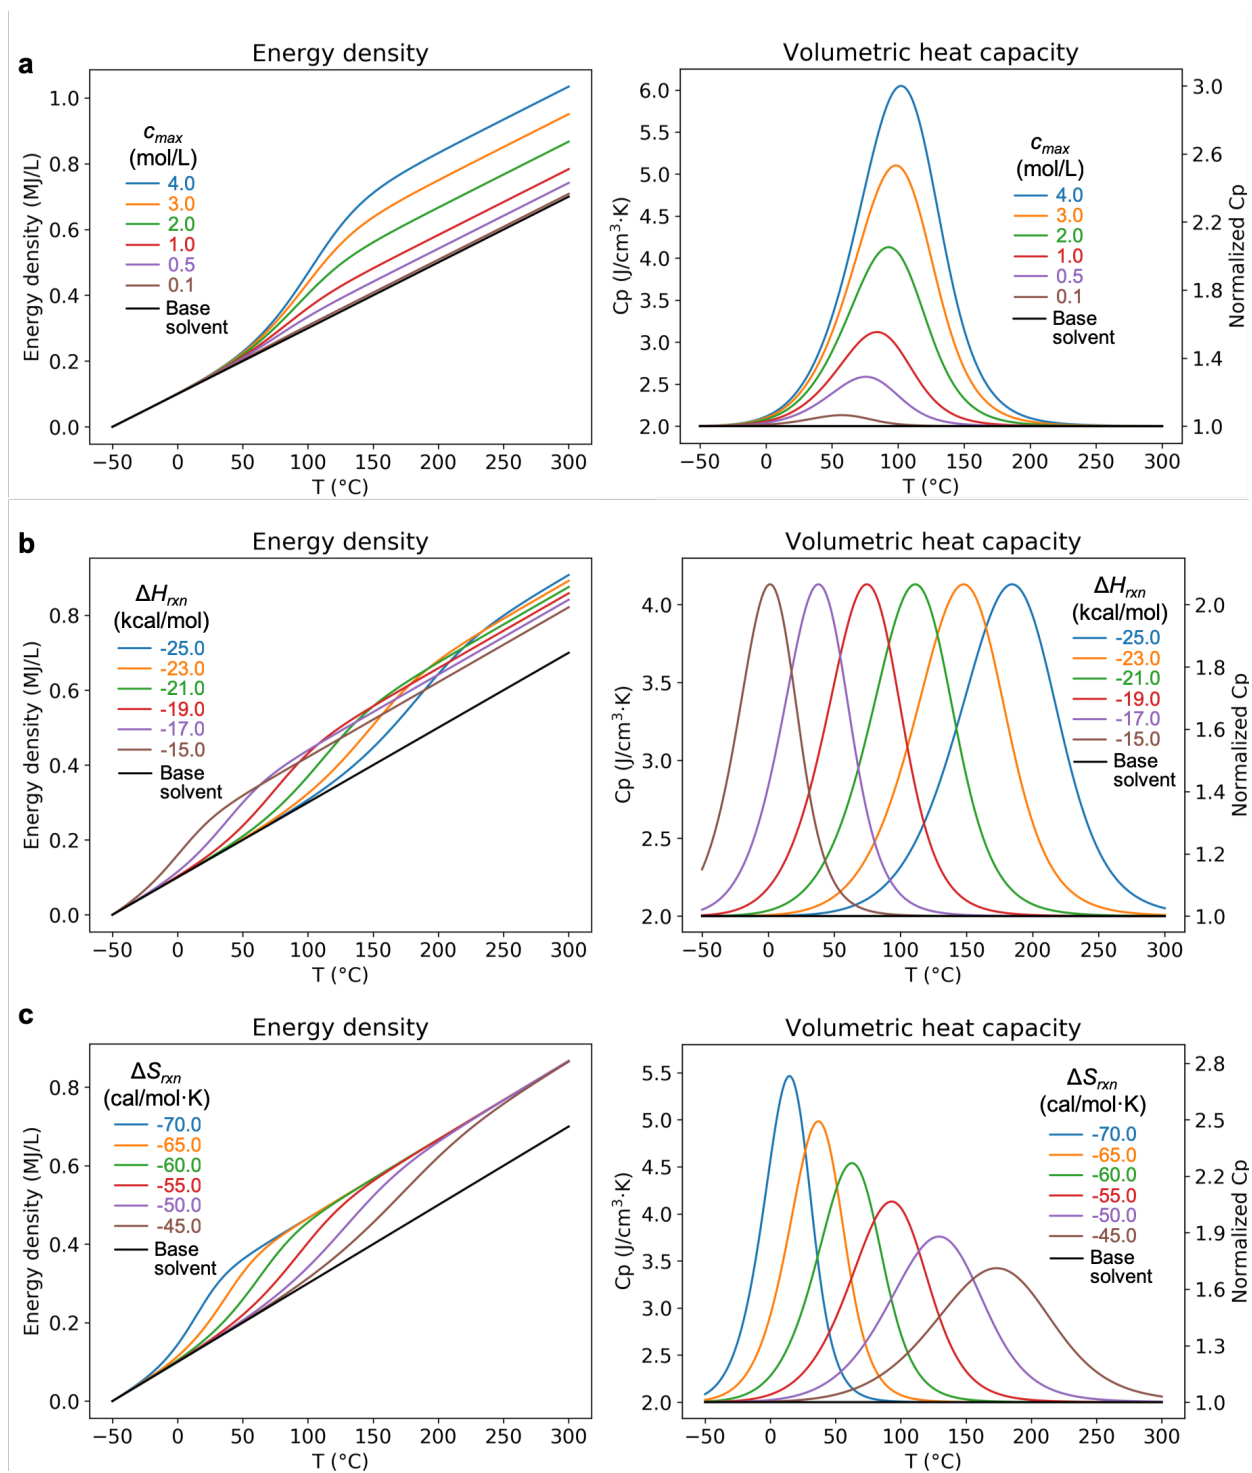 a
Energy density
Energy density (MJ/L)
1.0
0.8
0.6
0.4
0.2
0.0
c_max
(mol/L)
4.0
3.0
2.0
1.0
0.5
0.1
Base
solvent
−50 0 50 100 150 200 250 300
T (°C)
Volumetric heat capacity
Cp (J/cm³·K)
6.0
5.5
5.0
4.5
4.0
3.5
3.0
2.5
2.0
c_max
(mol/L)
4.0
3.0
2.0
1.0
0.5
0.1
Base
solvent
3.0
2.6
2.2
1.8
1.4
1.0
Normalized Cp
−50 0 50 100 150 200 250 300
T (°C)
b
Energy density
Energy density (MJ/L)
0.8
0.6
0.4
0.2
0.0
ΔH_rxn
(kcal/mol)
-25.0
-23.0
-21.0
-19.0
-17.0
-15.0
Base
solvent
−50 0 50 100 150 200 250 300
T (°C)
Volumetric heat capacity
Cp (J/cm³·K)
4.0
3.5
3.0
2.5
2.0
ΔH_rxn
(kcal/mol)
-25.0
-23.0
-21.0
-19.0
-17.0
-15.0
Base
solvent
2.0
1.8
1.6
1.4
1.2
1.0
Normalized Cp
−50 0 50 100 150 200 250 300
T (°C)
c
Energy density
Energy density (MJ/L)
0.8
0.6
0.4
0.2
0.0
ΔS_rxn
(cal/mol·K)
-70.0
-65.0
-60.0
-55.0
-50.0
-45.0
Base
solvent
−50 0 50 100 150 200 250 300
T (°C)
Volumetric heat capacity
Cp (J/cm³·K)
5.5
5.0
4.5
4.0
3.5
3.0
2.5
2.0
ΔS_rxn
(cal/mol·K)
-70.0
-65.0
-60.0
-55.0
-50.0
-45.0
Base
solvent
2.8
2.5
2.2
1.9
1.6
1.3
1.0
Normalized Cp
−50 0 50 100 150 200 250 300
T (°C)